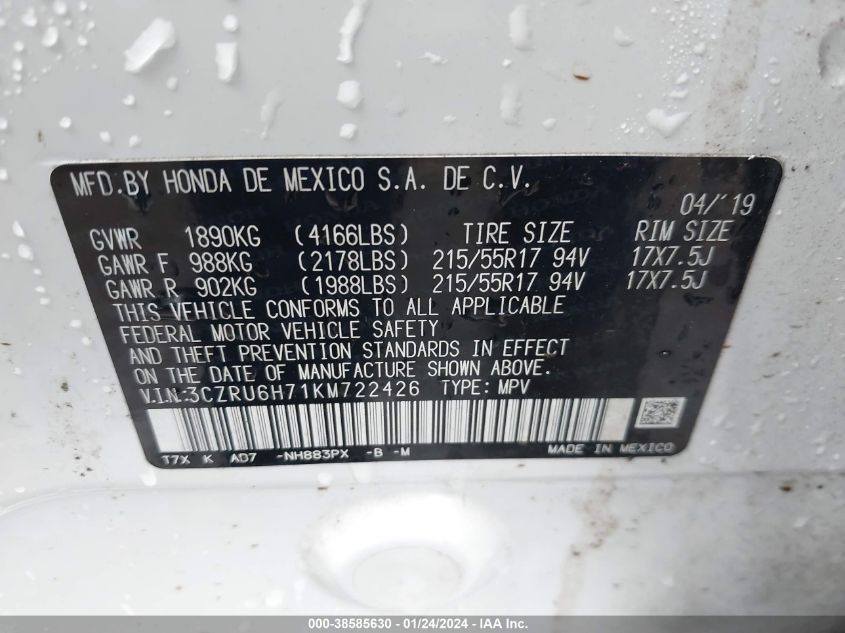 MFD.BY HONDA DE MEXICO S.A. DE C.V.
04/'19
GVWR 1890KG (4166LBS) TIRE SIZE RIM SIZE
GAWR F 988KG (2178LBS) 215/55R17 94V 17X7.5J
GAWR R 902KG (1988LBS) 215/55R17 94V 17X7.5J
THIS VEHICLE CONFORMS TO ALL APPLICABLE
FEDERAL MOTOR VEHICLE SAFETY
AND THEFT PREVENTION STANDARDS IN EFFECT
ON THE DATE OF MANUFACTURE SHOWN ABOVE.
V.I.N:3CZRU6H71KM722426 TYPE: MPV
T7X K AD7 -NH883PX -B -M MADE IN MEXICO
000-38585630 - 01/24/2024 - IAA Inc.